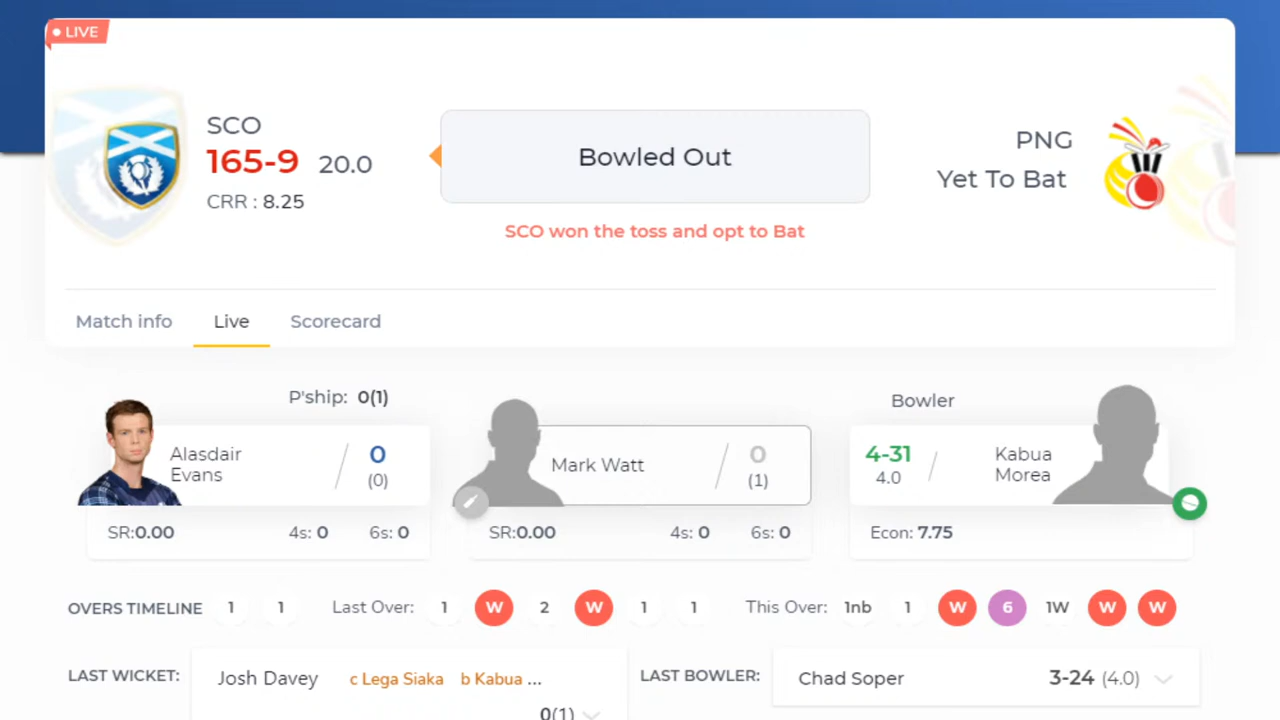 LIVE
SCO
165-9 20.0
CRR : 8.25
Bowled Out
SCO won the toss and opt to Bat
PNG
Yet To Bat
Match info Live Scorecard
P'ship: 0(1)
Alasdair
Evans
0
(0)
SR:0.00 4s: 0 6s: 0
Mark Watt
0
(1)
SR:0.00 4s: 0 6s: 0
Bowler
4-31
4.0
Kabua
Morea
Econ: 7.75
OVERS TIMELINE 1 1 Last Over: 1 W 2 W 1 1 This Over: 1nb 1 W 6 1W W W
LAST WICKET: Josh Davey c Lega Siaka b Kabua ...
0(1)
LAST BOWLER: Chad Soper 3-24 (4.0)